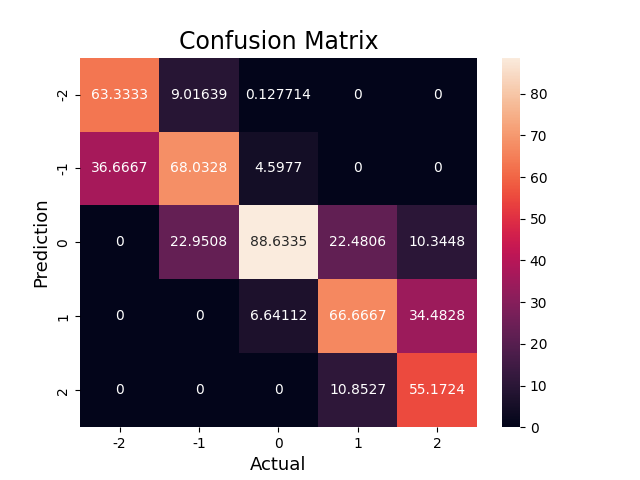 Confusion Matrix
-2 63.3333 9.01639 0.127714 0 0
-1 36.6667 68.0328 4.5977 0 0
0 0 22.9508 88.6335 22.4806 10.3448
1 0 0 6.64112 66.6667 34.4828
2 0 0 0 10.8527 55.1724
-2 -1 0 1 2
Actual
Prediction
80
70
60
50
40
30
20
10
0